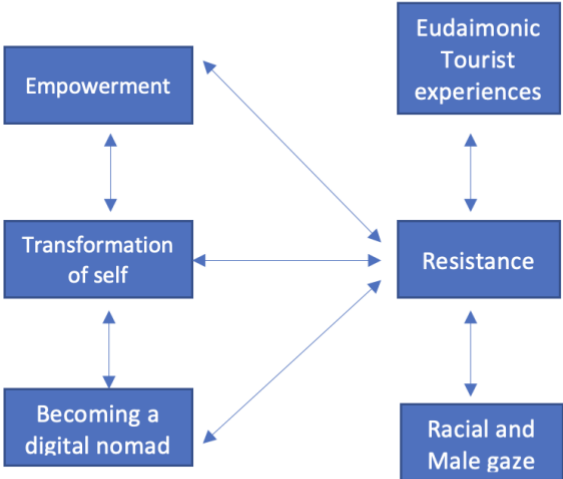 Empowerment
Transformation
of self
Becoming a
digital nomad
Eudaimonic
Tourist
experiences
Resistance
Racial and
Male gaze